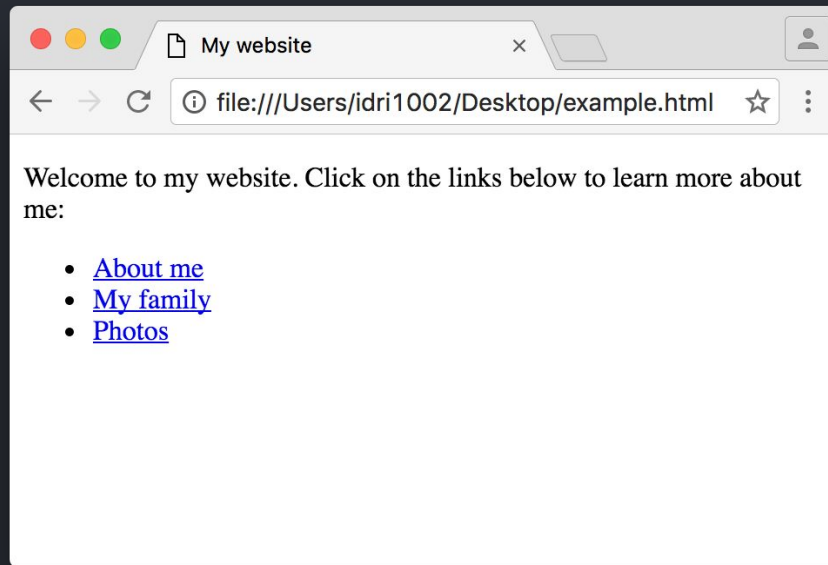 My website
file:///Users/idri1002/Desktop/example.html
Welcome to my website. Click on the links below to learn more about
me:
About me
My family
Photos